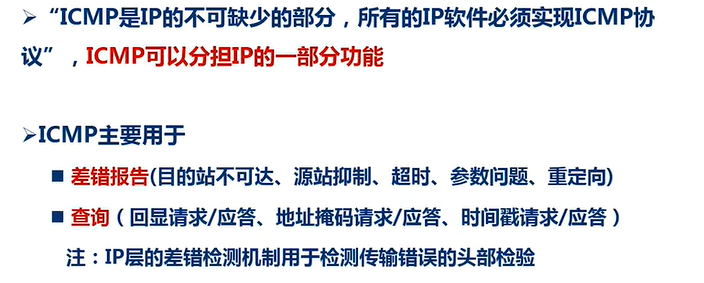 ➢“ICMP是IP的不可缺少的部分，所有的IP软件必须实现ICMP协
议”，ICMP可以分担IP的一部分功能
➢ICMP主要用于
■ 差错报告(目的站不可达、源站抑制、超时、参数问题、重定向)
■ 查询（回显请求/应答、地址掩码请求/应答、时间戳请求/应答）
注：IP层的差错检测机制用于检测传输错误的头部检验